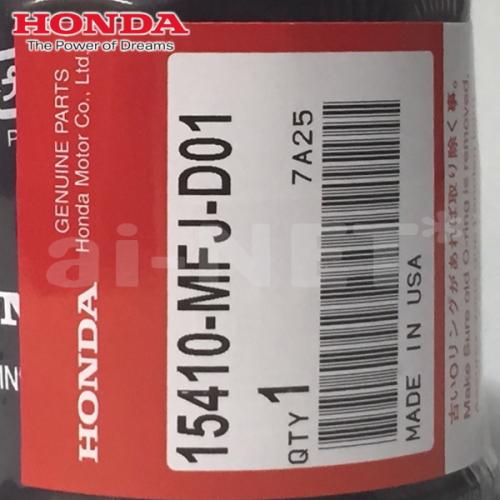 HONDA
The Power of Dreams
GENUINE PARTS
Honda Motor Co., Ltd.
HONDA
15410-MFJ-D01
QTY 1
7A25
MADE IN USA
古いOリングがあれば取り除く事。
Make Sure old O ring is removed.
ai-NET*